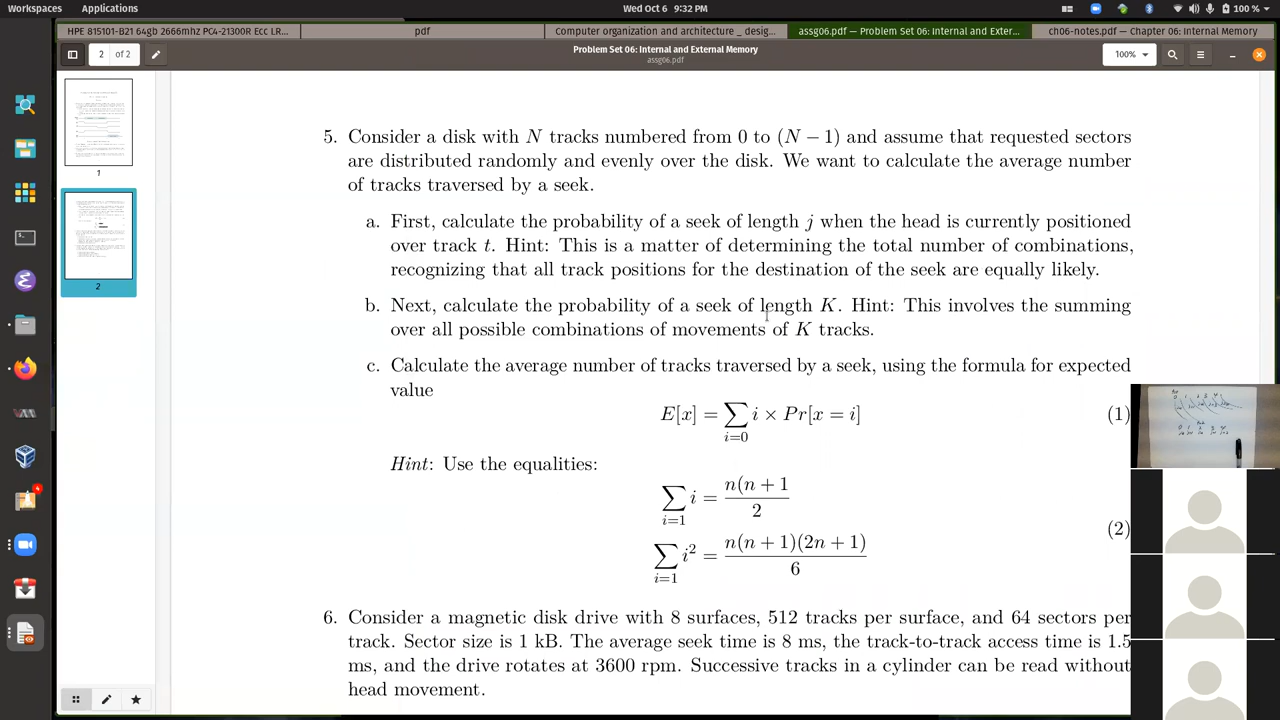 Workspaces Applications Wed Oct 6 9:32 PM 100 %
HPE 815101-B21 64gb 2666mhz PC4-21300R Ecc LR… pdf Computer organization and architecture _ desig… assg06.pdf — Problem Set 06: Internal and Exter… ch06-notes.pdf — Chapter 06: Internal Memory
2 of 2 Problem Set 06: Internal and External Memory 100%
assg06.pdf
1
2
4
5. Consider a disk with N tracks numbered from 0 to (N-1) and assume that requested sectors
are distributed randomly and evenly over the disk. We want to calculate the average number
of tracks traversed by a seek.
First, calculate is probability of a seek of length j when the head is currently positioned
over track t. Hint: This is a matter of determining the total number of combinations,
recognizing that all track positions for the destination of the seek are equally likely.
b. Next, calculate the probability of a seek of length K. Hint: This involves the summing
over all possible combinations of movements of K tracks.
c. Calculate the average number of tracks traversed by a seek, using the formula for expected
value
E[x] = ∑ i=0 i × Pr[x = i] (1)
Hint: Use the equalities:
∑ i=1 i = n(n + 1 / 2
∑ i=1 i² = n(n + 1)(2n + 1) / 6 (2)
6. Consider a magnetic disk drive with 8 surfaces, 512 tracks per surface, and 64 sectors per
track. Sector size is 1 kB. The average seek time is 8 ms, the track-to-track access time is 1.5
ms, and the drive rotates at 3600 rpm. Successive tracks in a cylinder can be read without
head movement.